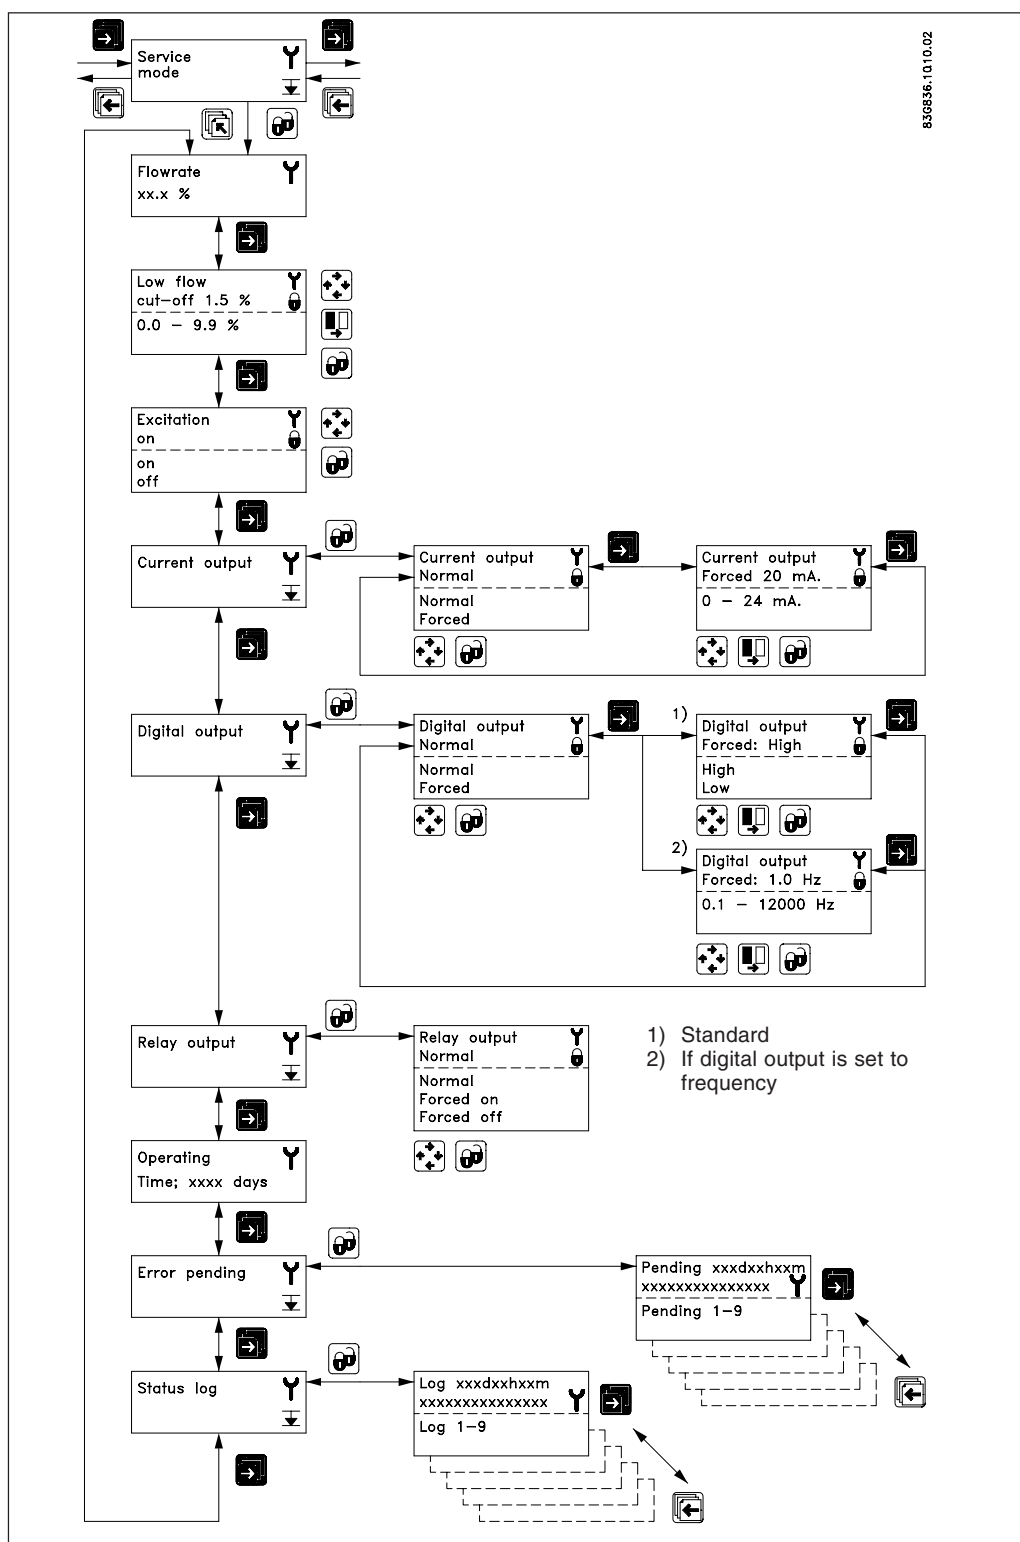 83G836.10.10.02
Service
mode
Flowrate
xx.x %
Low flow
cut-off 1.5 %
0.0 - 9.9 %
Excitation
on
on
off
Current output
Current output
Normal
Normal
Forced
Current output
Forced 20 mA.
0 - 24 mA.
Digital output
Digital output
Normal
Normal
Forced
1)
Digital output
Forced: High
High
Low
2)
Digital output
Forced: 1.0 Hz
0.1 - 12000 Hz
Relay output
Relay output
Normal
Normal
Forced on
Forced off
1) Standard
2) If digital output is set to
frequency
Operating
Time; xxxx days
Error pending
Pending xxxdxxhxxm
xxxxxxxxxxxxxxx
Pending 1-9
Status log
Log xxxdxxhxxm
xxxxxxxxxxxxxxx
Log 1-9